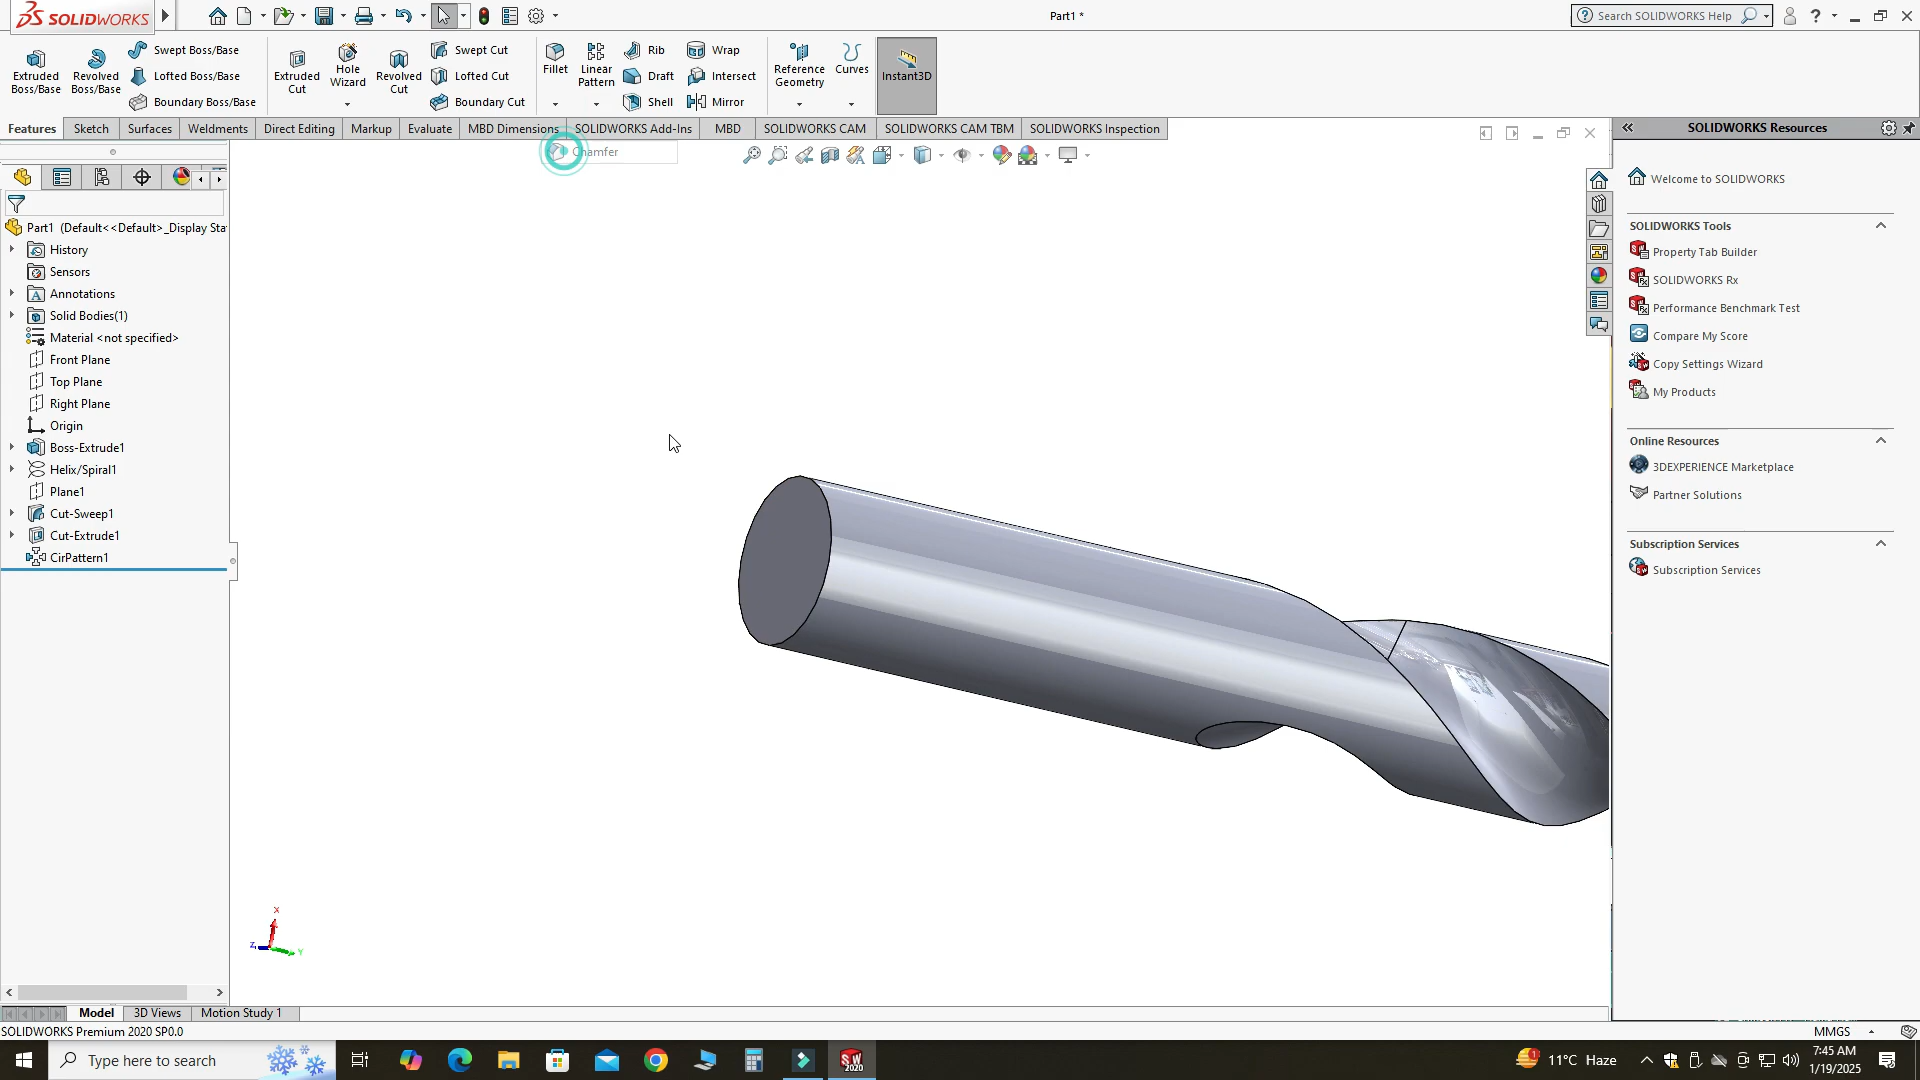 SOLIDWORKS
Part1 *
Search SOLIDWORKS Help
Extruded Boss/Base
Revolved Boss/Base
Swept Boss/Base
Lofted Boss/Base
Boundary Boss/Base
Extruded Cut
Hole Wizard
Revolved Cut
Swept Cut
Lofted Cut
Boundary Cut
Fillet
Linear Pattern
Rib
Draft
Shell
Wrap
Intersect
Mirror
Reference Geometry
Curves
Instant3D
Features
Sketch
Surfaces
Weldments
Direct Editing
Markup
Evaluate
MBD Dimensions
SOLIDWORKS Add-Ins
MBD
SOLIDWORKS CAM
SOLIDWORKS CAM TBM
SOLIDWORKS Inspection
Chamfer
Part1 (Default<<Default>_Display Sta
History
Sensors
Annotations
Solid Bodies(1)
Material <not specified>
Front Plane
Top Plane
Right Plane
Origin
Boss-Extrude1
Helix/Spiral1
Plane1
Cut-Sweep1
Cut-Extrude1
CirPattern1
X
Z
Y
SOLIDWORKS Resources
Welcome to SOLIDWORKS
SOLIDWORKS Tools
Property Tab Builder
SOLIDWORKS Rx
Performance Benchmark Test
Compare My Score
Copy Settings Wizard
My Products
Online Resources
3DEXPERIENCE Marketplace
Partner Solutions
Subscription Services
Subscription Services
Model
3D Views
Motion Study 1
SOLIDWORKS Premium 2020 SP0.0
MMGS
Type here to search
11°C Haze
7:45 AM
1/19/2025